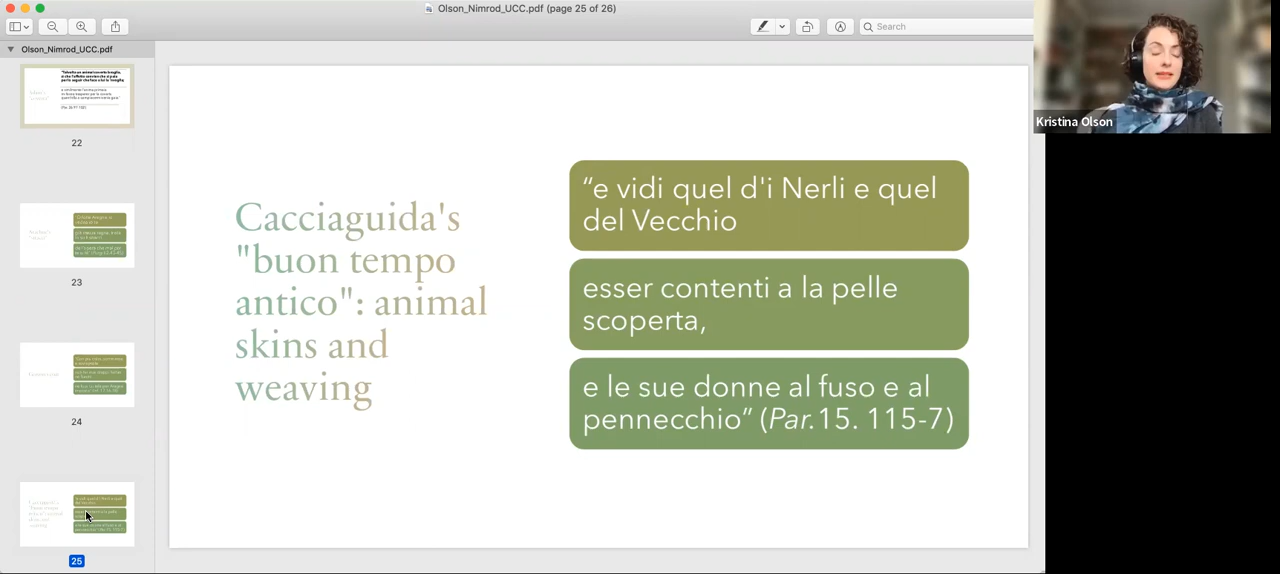 Olson_Nimrod_UCC.pdf (page 25 of 26)
Search
Olson_Nimrod_UCC.pdf
22
23
24
25
Cacciaguida's
"buon tempo
antico": animal
skins and
weaving
“e vidi quel d'i Nerli e quel
del Vecchio
esser contenti a la pelle
scoperta,
e le sue donne al fuso e al
pennecchio” (Par.15. 115-7)
Kristina Olson